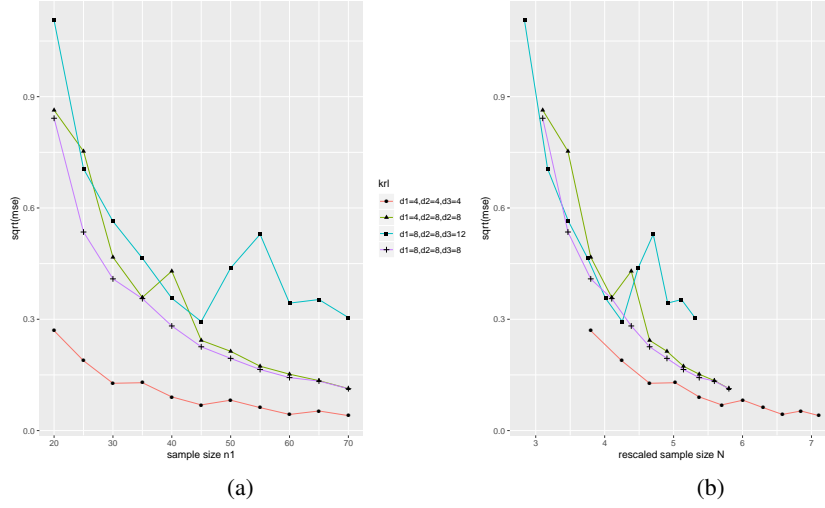 0.9
0.6
0.3
0.0
sqrt(mse)
20
30
40
50
60
70
sample size n1
(a)
krl
d1=4,d2=4,d3=4
d1=4,d2=8,d2=8
d1=8,d2=8,d3=12
d1=8,d2=8,d3=8
0.9
0.6
0.3
0.0
sqrt(mse)
3
4
5
6
7
rescaled sample size N
(b)